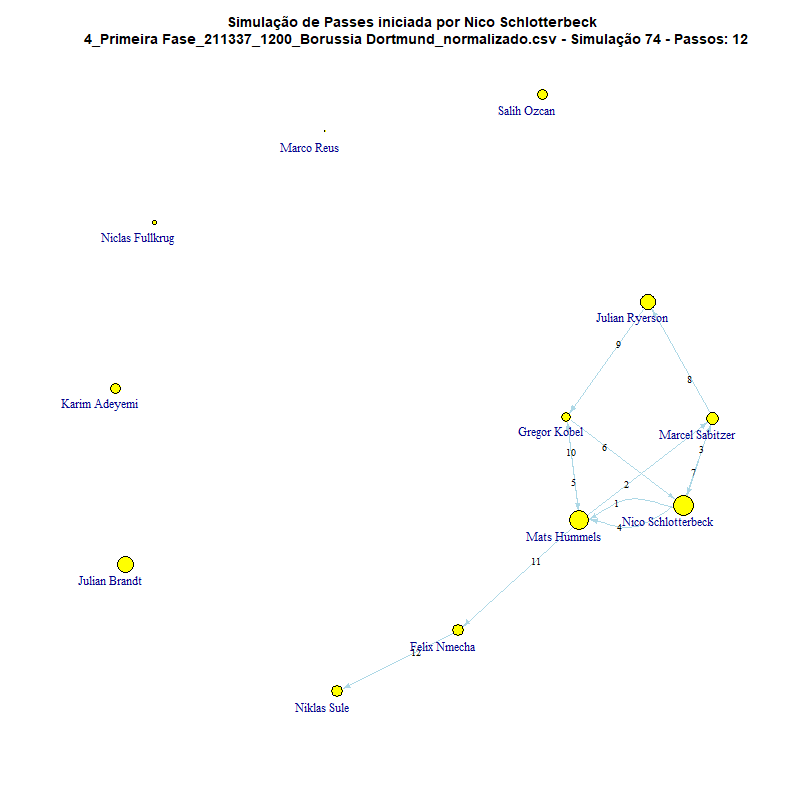 Simulação de Passes iniciada por Nico Schlotterbeck
4_Primeira Fase_211337_1200_Borussia Dortmund_normalizado.csv - Simulação 74 - Passos: 12
Salih Ozcan
Marco Reus
Niclas Fullkrug
Julian Ryerson
9
8
Karim Adeyemi
Gregor Kobel
Marcel Sabitzer
6
3
10
7
5
2
1
Nico Schlotterbeck
4
Mats Hummels
11
Julian Brandt
Felix Nmecha
12
Niklas Sule